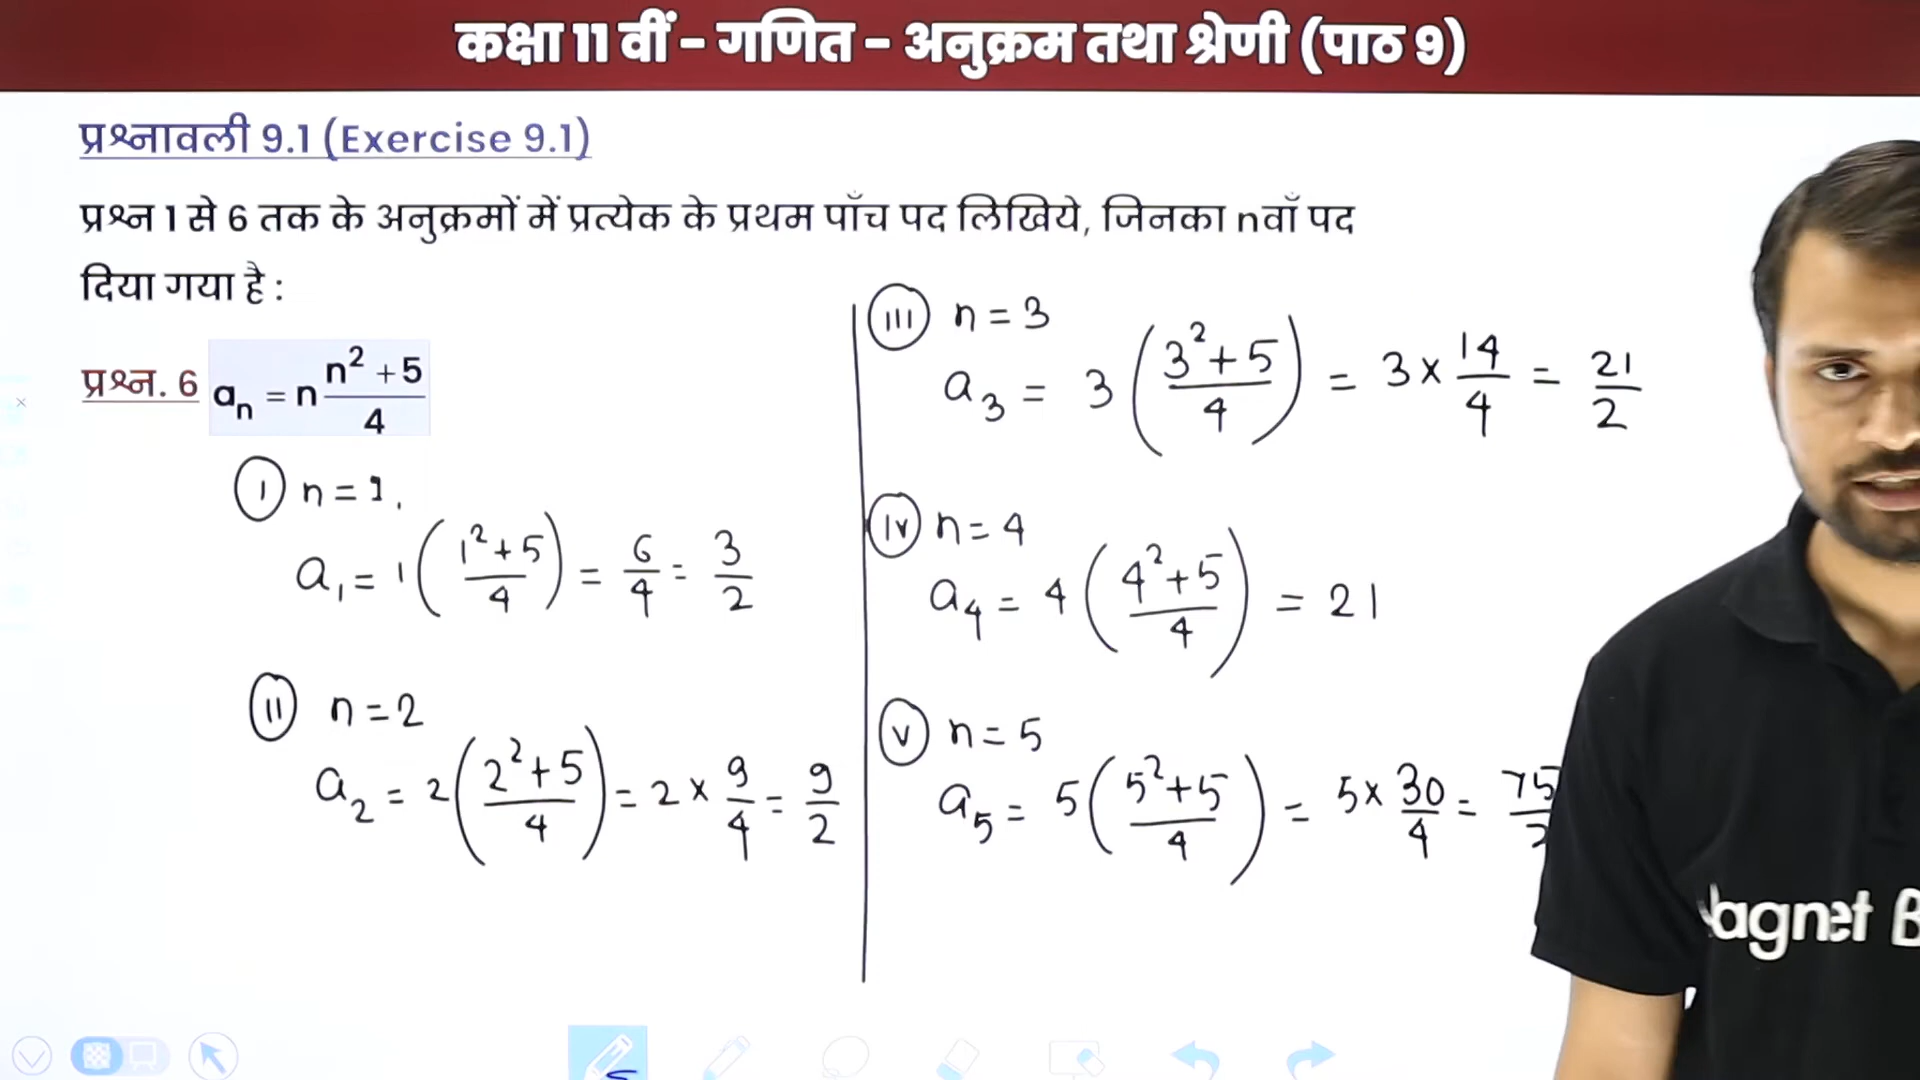 कक्षा 11 वीं - गणित - अनुक्रम तथा श्रेणी (पाठ 9)
प्रश्नावली 9.1 (Exercise 9.1)
प्रश्न 1 से 6 तक के अनुक्रमों में प्रत्येक के प्रथम पाँच पद लिखिये, जिनका nवाँ पद
दिया गया है :
प्रश्न. 6 aₙ = n (n² + 5)/4
(i) n = 1,
a₁ = 1 ( (1² + 5)/4 ) = 6/4 = 3/2
(ii) n = 2
a₂ = 2 ( (2² + 5)/4 ) = 2 × 9/4 = 9/2
(iii) n = 3
a₃ = 3 ( (3² + 5)/4 ) = 3 × 14/4 = 21/2
(iv) n = 4
a₄ = 4 ( (4² + 5)/4 ) = 21
(v) n = 5
a₅ = 5 ( (5² + 5)/4 ) = 5 × 30/4 = 75/2
agnet B